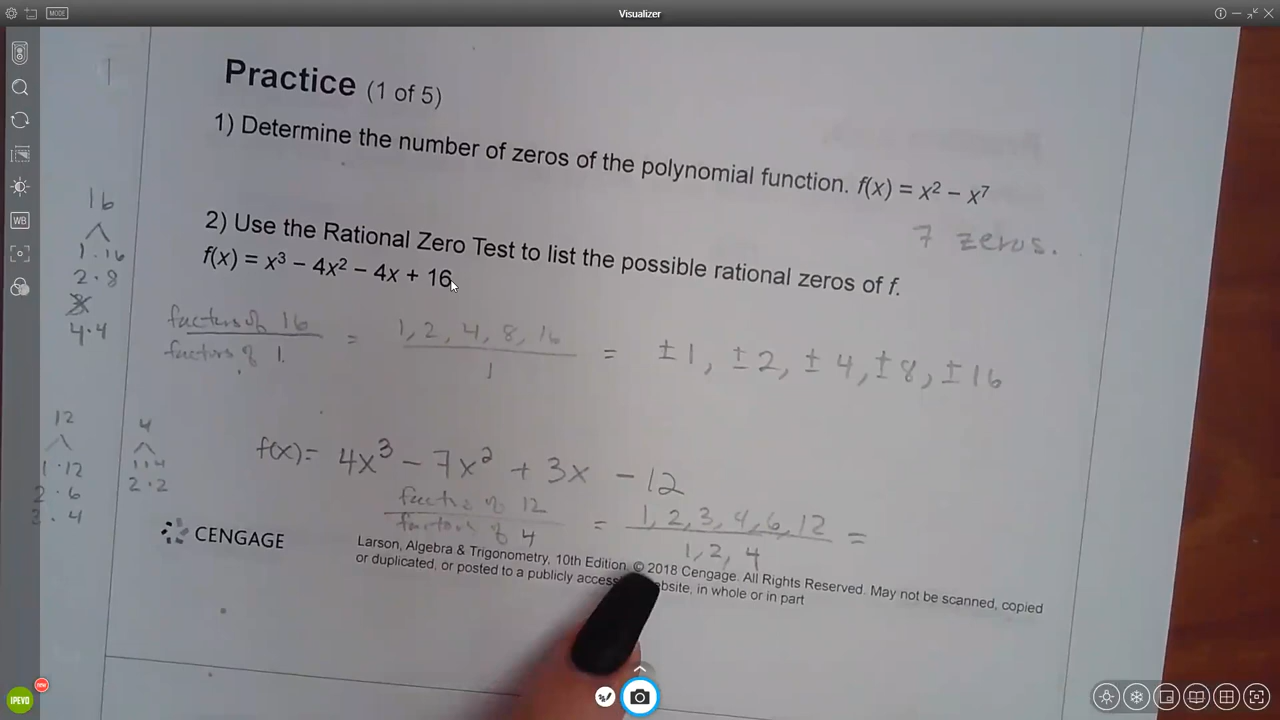 MODE
Visualizer
Practice (1 of 5)
1) Determine the number of zeros of the polynomial function. f(x) = x² − x⁷
7 zeros.
2) Use the Rational Zero Test to list the possible rational zeros of f.
f(x) = x³ − 4x² − 4x + 16
16
1·16
2·8
4·4
factors of 16
factors of 1.
= 1, 2, 4, 8, 16
1
= ±1, ±2, ±4, ±8, ±16
12
1·12
2·6
3·4
4
1·4
2·2
f(x) = 4x³ − 7x² + 3x − 12
factors of 12
factors of 4
= 1, 2, 3, 4, 6, 12
1, 2, 4
=
CENGAGE
Larson, Algebra & Trigonometry, 10th Edition. © 2018 Cengage. All Rights Reserved. May not be scanned, copied
or duplicated, or posted to a publicly website, in whole or in part
WB
IPEVO
new